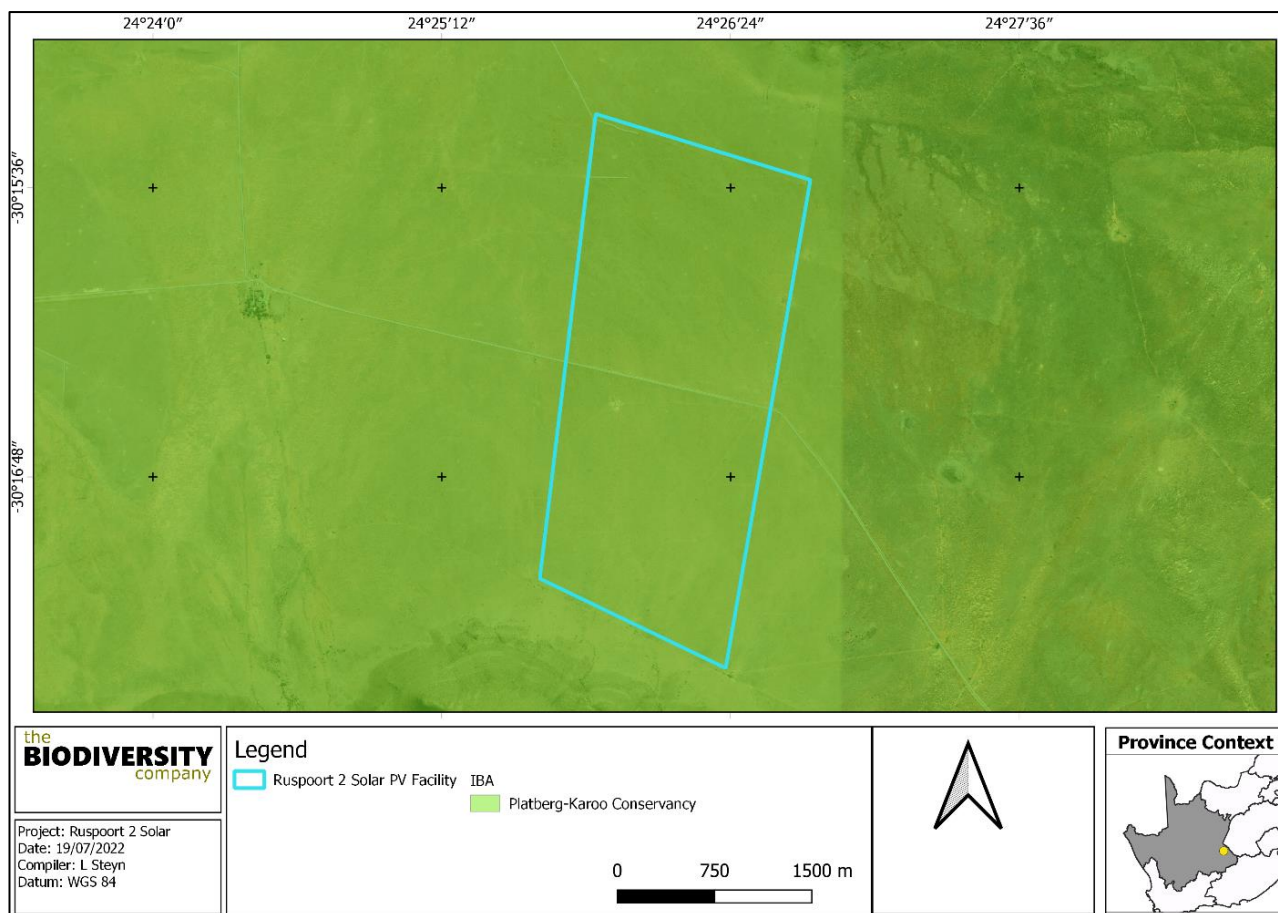 24°24'0″ 24°25'12″ 24°26'24″ 24°27'36″
-30°15'36″
-30°16'48″
the
BIODIVERSITY
company
Project: Ruspoort 2 Solar
Date: 19/07/2022
Compiler: L Steyn
Datum: WGS 84
Legend
Ruspoort 2 Solar PV Facility IBA
Platberg-Karoo Conservancy
0 750 1500 m
Province Context